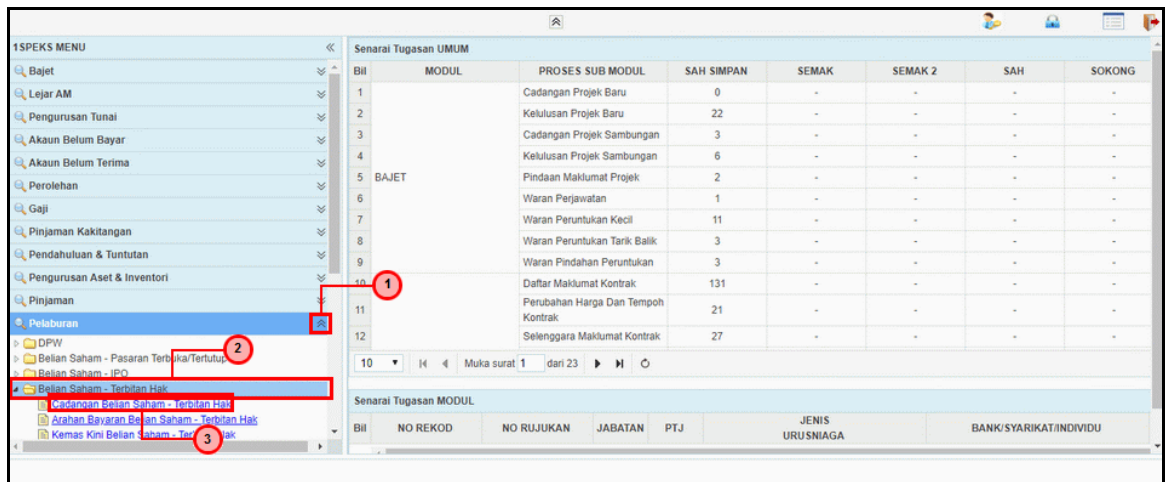 1SPEKS MENU
Bajet
Lejar AM
Pengurusan Tunai
Akaun Belum Bayar
Akaun Belum Terima
Perolehan
Gaji
Pinjaman Kakitangan
Pendahuluan & Tuntutan
Pengurusan Aset & Inventori
Pinjaman
Pelaburan
DPW
Belian Saham - Pasaran Terbuka/Tertutup
Belian Saham - IPO
Belian Saham - Terbitan Hak
Cadangan Belian Saham - Terbitan Hak
Arahan Bayaran Belian Saham - Terbitan Hak
Kemas Kini Belian Saham - Terbitan Hak
1
2
3
Senarai Tugasan UMUM
Bil MODUL PROSES SUB MODUL SAH SIMPAN SEMAK SEMAK 2 SAH SOKONG
1 Cadangan Projek Baru 0 - - - -
2 Kelulusan Projek Baru 22 - - - -
3 Cadangan Projek Sambungan 3 - - - -
4 Kelulusan Projek Sambungan 6 - - - -
5 BAJET Pindaan Maklumat Projek 2 - - - -
6 Waran Perjawatan 1 - - - -
7 Waran Peruntukan Kecil 11 - - - -
8 Waran Peruntukan Tarik Balik 3 - - - -
9 Waran Pindahan Peruntukan 3 - - - -
10 Daftar Maklumat Kontrak 131 - - - -
11 Perubahan Harga Dan Tempoh Kontrak 21 - - - -
12 Selenggara Maklumat Kontrak 27 - - - -
10 Muka surat 1 dari 23
Senarai Tugasan MODUL
Bil NO REKOD NO RUJUKAN JABATAN PTJ JENIS URUSNIAGA BANK/SYARIKAT/INDIVIDU